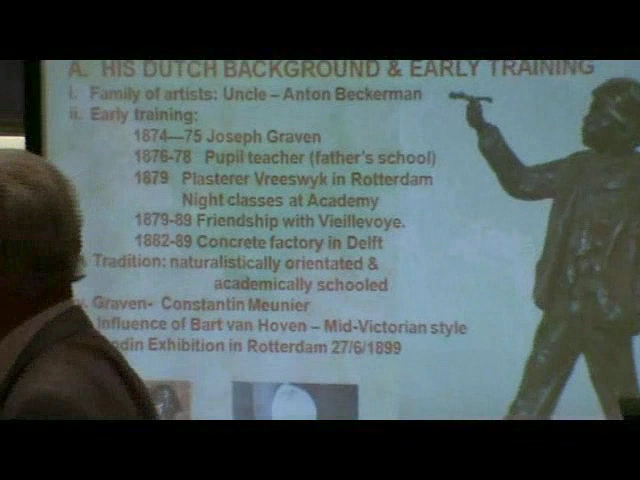 A. HIS DUTCH BACKGROUND & EARLY TRAINING
i. Family of artists: Uncle – Anton Beckerman
ii. Early training:
1874—75 Joseph Graven
1876-78 Pupil teacher (father's school)
1879 Plasterer Vreeswyk in Rotterdam
Night classes at Academy
1879-89 Friendship with Vieillevoye.
1882-89 Concrete factory in Delft
Tradition: naturalistically orientated &
academically schooled
Graven- Constantin Meunier
Influence of Bart van Hoven – Mid-Victorian style
odin Exhibition in Rotterdam 27/6/1899